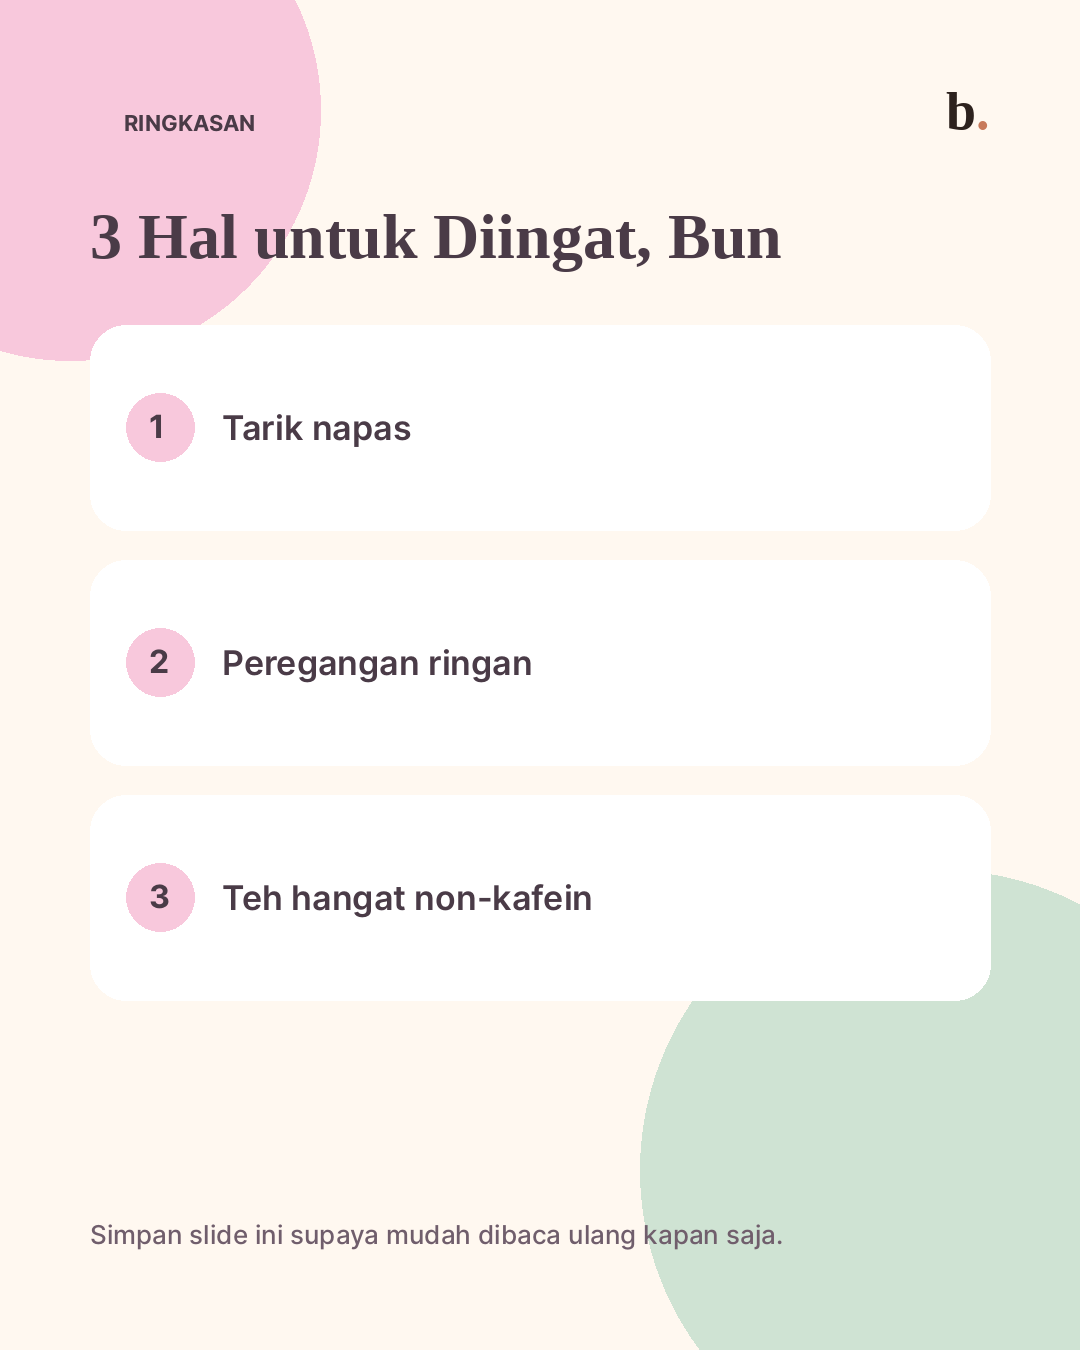 RINGKASAN
b.
3 Hal untuk Diingat, Bun
1 Tarik napas
2 Peregangan ringan
3 Teh hangat non-kafein
Simpan slide ini supaya mudah dibaca ulang kapan saja.